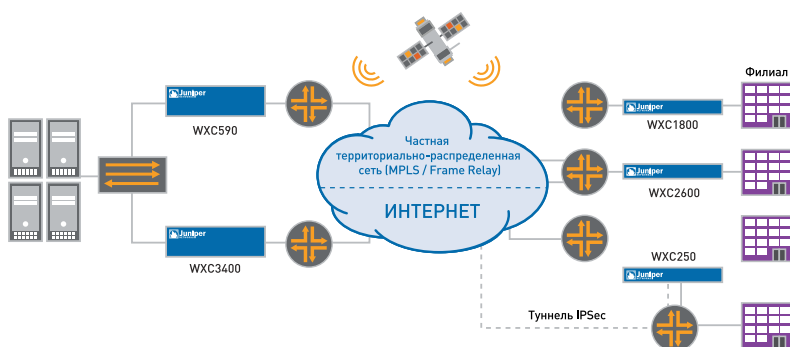 Juniper
WXC590
Juniper
WXC3400
Частная
территориально-распределенная
сеть (MPLS / Frame Relay)
ИНТЕРНЕТ
Туннель IPSec
Филиал
Juniper
WXC1800
Juniper
WXC2600
WXC250
Juniper